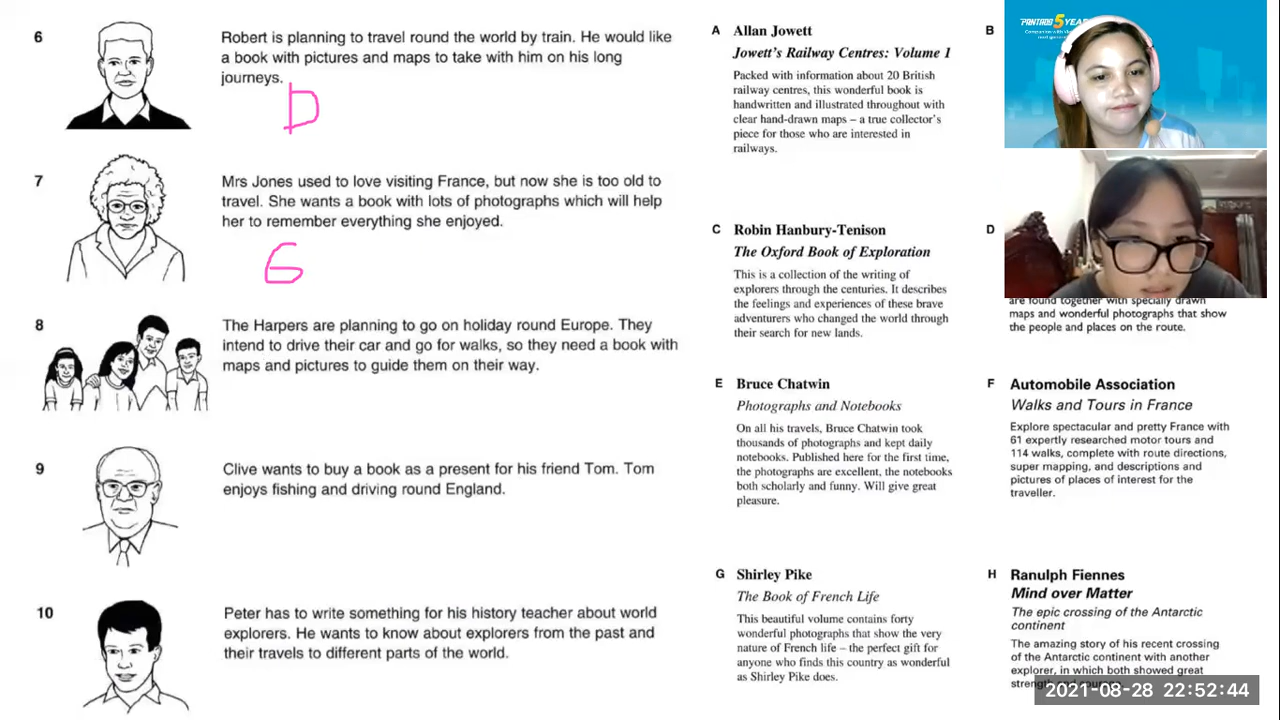 6
Robert is planning to travel round the world by train. He would like
a book with pictures and maps to take with him on his long
journeys.
D
7
Mrs Jones used to love visiting France, but now she is too old to
travel. She wants a book with lots of photographs which will help
her to remember everything she enjoyed.
G
8
The Harpers are planning to go on holiday round Europe. They
intend to drive their car and go for walks, so they need a book with
maps and pictures to guide them on their way.
9
Clive wants to buy a book as a present for his friend Tom. Tom
enjoys fishing and driving round England.
10
Peter has to write something for his history teacher about world
explorers. He wants to know about explorers from the past and
their travels to different parts of the world.
A Allan Jowett
Jowett's Railway Centres: Volume 1
Packed with information about 20 British
railway centres, this wonderful book is
handwritten and illustrated throughout with
clear hand-drawn maps – a true collector's
piece for those who are interested in
railways.
B
5 YEA
C Robin Hanbury-Tenison
The Oxford Book of Exploration
This is a collection of the writing of
explorers through the centuries. It describes
the feelings and experiences of these brave
adventurers who changed the world through
their search for new lands.
D
are found together with specially drawn
maps and wonderful photographs that show
the people and places on the route.
E Bruce Chatwin
Photographs and Notebooks
On all his travels, Bruce Chatwin took
thousands of photographs and kept daily
notebooks. Published here for the first time,
the photographs are excellent, the notebooks
both scholarly and funny. Will give great
pleasure.
F Automobile Association
Walks and Tours in France
Explore spectacular and pretty France with
61 expertly researched motor tours and
114 walks, complete with route directions,
super mapping, and descriptions and
pictures of places of interest for the
traveller.
G Shirley Pike
The Book of French Life
This beautiful volume contains forty
wonderful photographs that show the very
nature of French life – the perfect gift for
anyone who finds this country as wonderful
as Shirley Pike does.
H Ranulph Fiennes
Mind over Matter
The epic crossing of the Antarctic
continent
The amazing story of his recent crossing
of the Antarctic continent with another
explorer, in which both showed great
2021-08-28 22:52:44